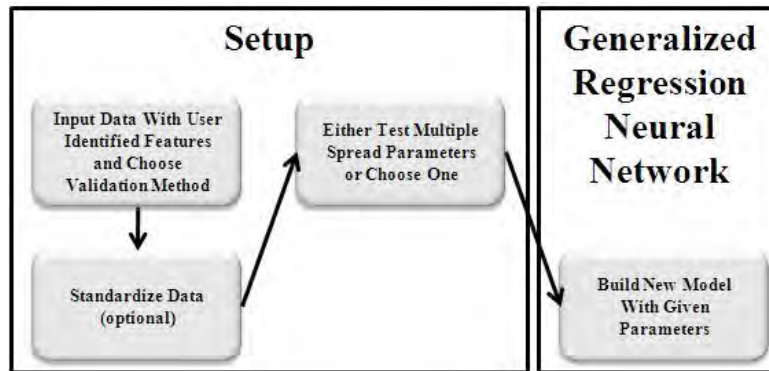 Setup
Input Data With User
Identified Features
and Choose
Validation Method
Standardize Data
(optional)
Either Test Multiple
Spread Parameters
or Choose One
Generalized
Regression
Neural
Network
Build New Model
With Given
Parameters